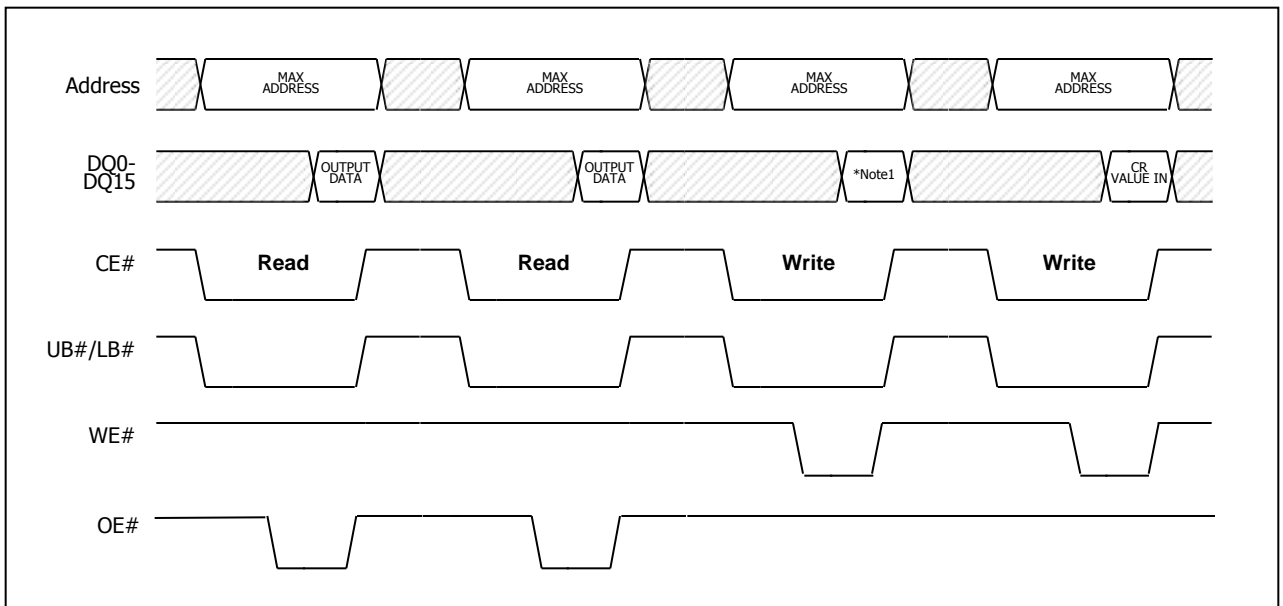 Address
MAX
ADDRESS
MAX
ADDRESS
MAX
ADDRESS
MAX
ADDRESS
DQ0-
DQ15
OUTPUT
DATA
OUTPUT
DATA
*Note1
CR
VALUE IN
CE#
Read
Read
Write
Write
UB#/LB#
WE#
OE#